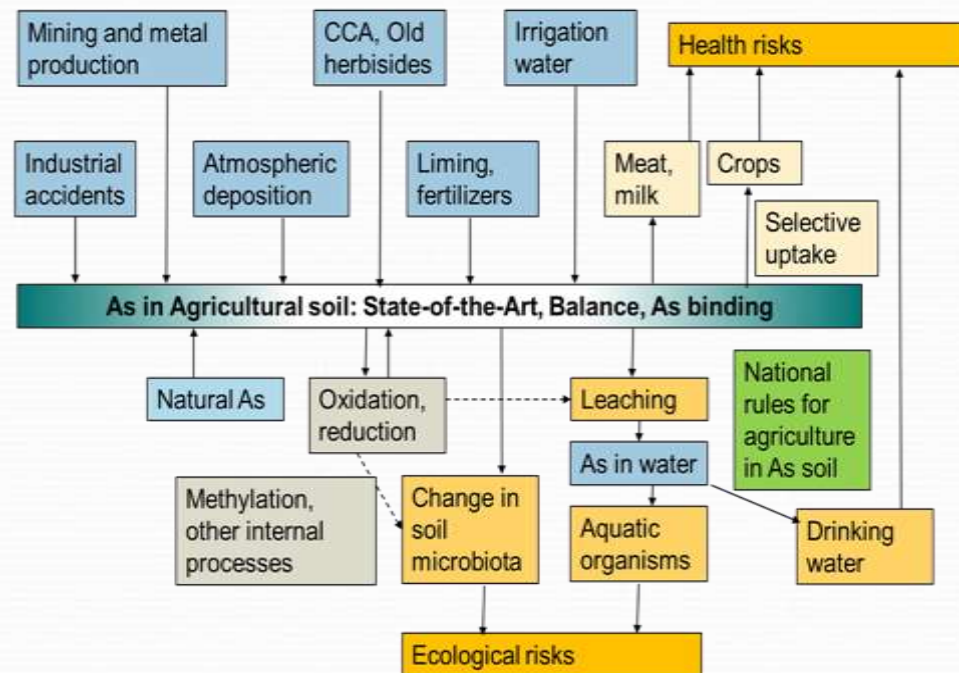 Mining and metal
production
CCA, Old
herbisides
Irrigation
water
Health risks
Industrial
accidents
Atmospheric
deposition
Liming,
fertilizers
Meat,
milk
Crops
Selective
uptake
As in Agricultural soil: State-of-the-Art, Balance, As binding
Natural As
Oxidation,
reduction
Leaching
National
rules for
agriculture
in As soil
As in water
Methylation,
other internal
processes
Change in
soil
microbiota
Aquatic
organisms
Drinking
water
Ecological risks